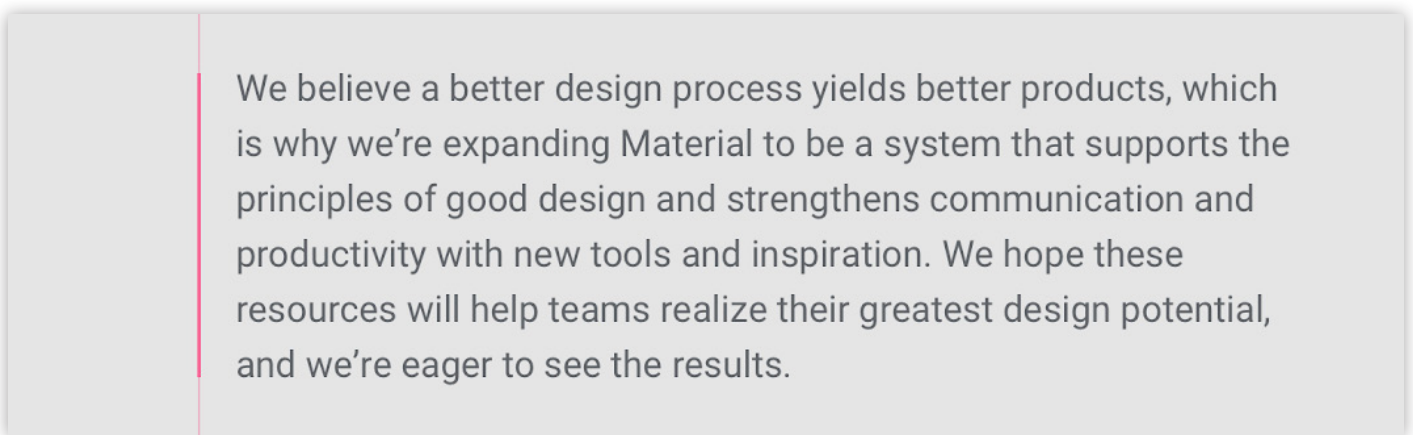 We believe a better design process yields better products, which
is why we’re expanding Material to be a system that supports the
principles of good design and strengthens communication and
productivity with new tools and inspiration. We hope these
resources will help teams realize their greatest design potential,
and we’re eager to see the results.